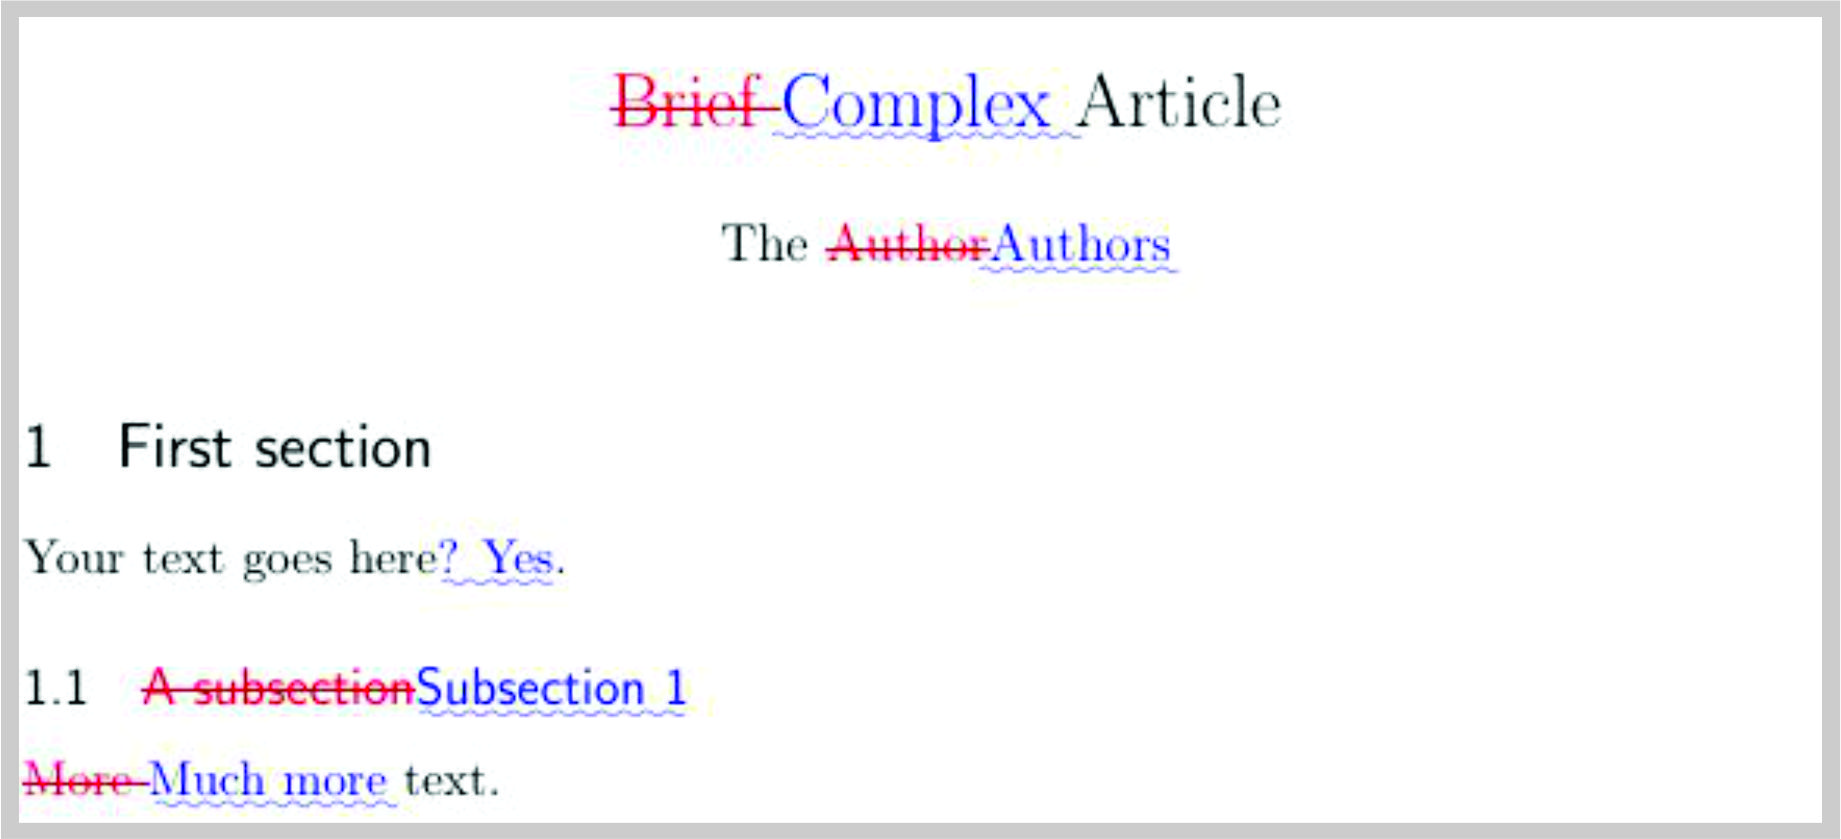 Brief Complex Article
The AuthorAuthors
1 First section
Your text goes here? Yes.
1.1 A subsectionSubsection 1
More Much more text.